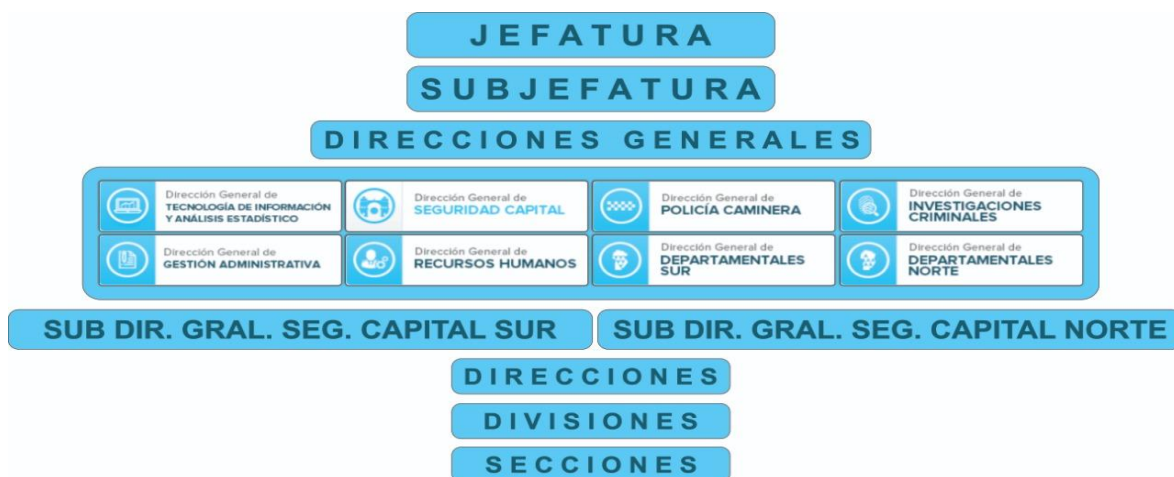 JEFATURA
SUBJEFATURA
DIRECCIONES GENERALES
Dirección General de
TECNOLOGÍA DE INFORMACIÓN
Y ANÁLISIS ESTADÍSTICO
Dirección General de
SEGURIDAD CAPITAL
Dirección General de
POLICÍA CAMINERA
Dirección General de
INVESTIGACIONES
CRIMINALES
Dirección General de
GESTIÓN ADMINISTRATIVA
Dirección General de
RECURSOS HUMANOS
Dirección General de
DEPARTAMENTALES
SUR
Dirección General de
DEPARTAMENTALES
NORTE
SUB DIR. GRAL. SEG. CAPITAL SUR
SUB DIR. GRAL. SEG. CAPITAL NORTE
DIRECCIONES
DIVISIONES
SECCIONES